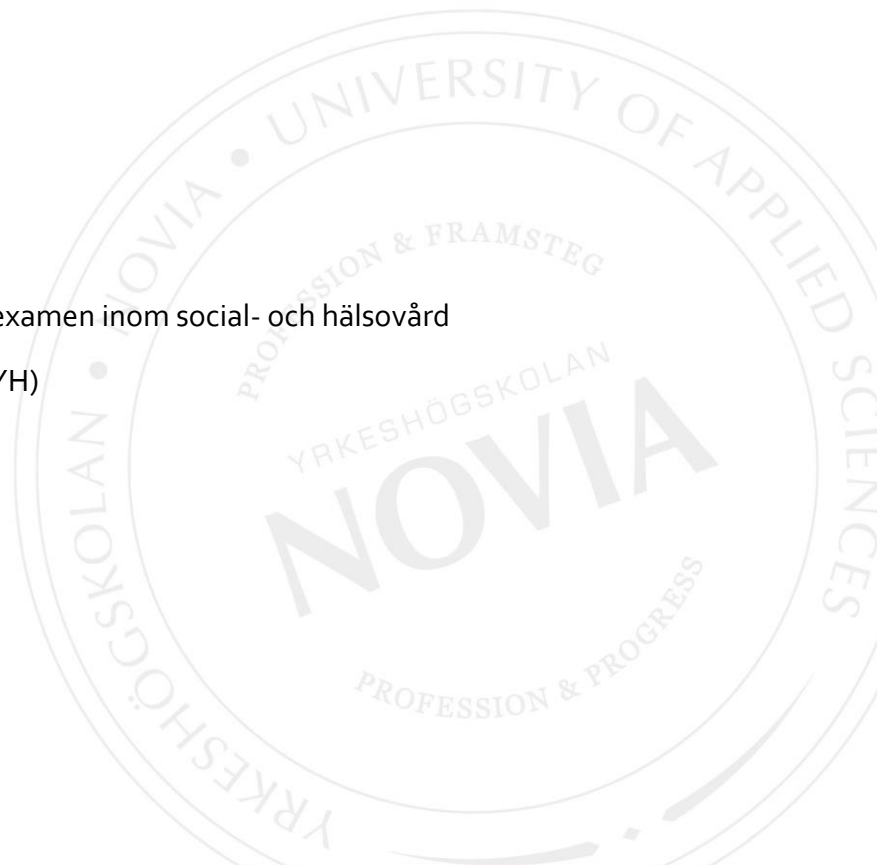 UNIVERSITY OF APPLIED SCIENCES
YRKESHÖGSKOLAN • NOVIA •
PROFESSION & FRAMSTEG
examen inom social- och hälsovård
YH)
YRKESHÖGSKOLAN
NOVIA
PROFESSION & PROGRESS